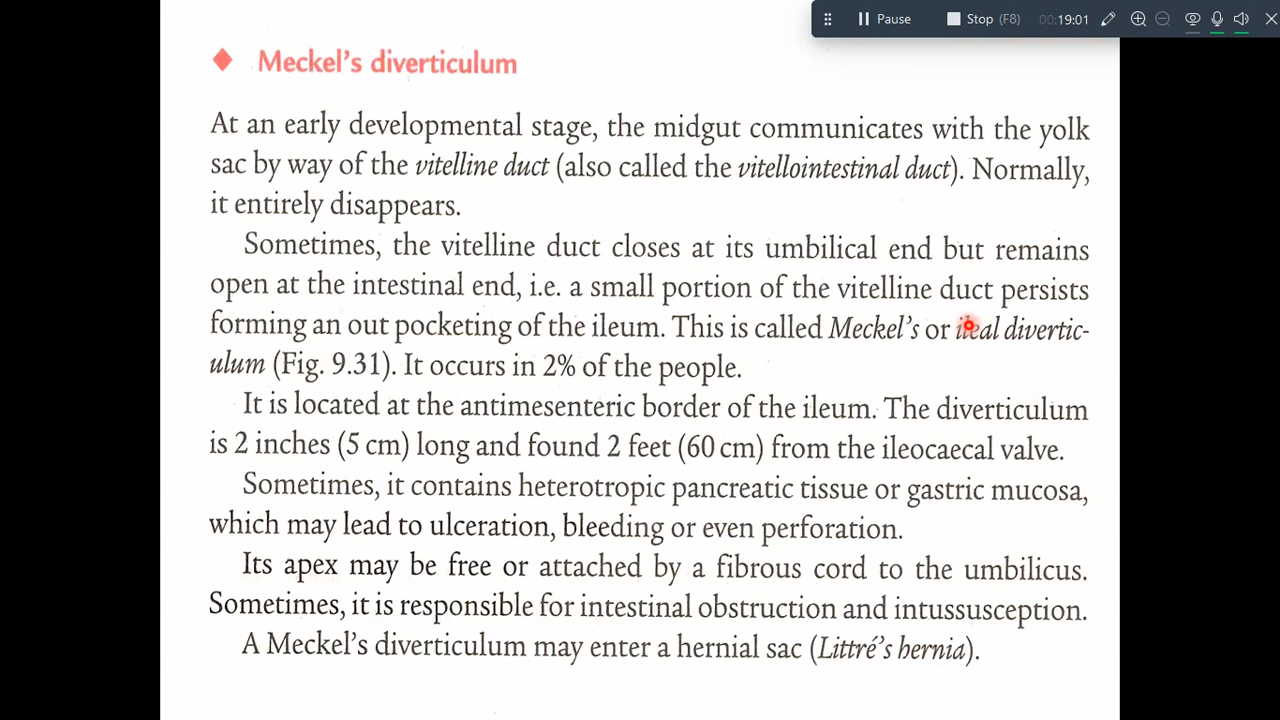 Pause Stop (F8) 00:19:01
Meckel's diverticulum
At an early developmental stage, the midgut communicates with the yolk
sac by way of the vitelline duct (also called the vitellointestinal duct). Normally,
it entirely disappears.
Sometimes, the vitelline duct closes at its umbilical end but remains
open at the intestinal end, i.e. a small portion of the vitelline duct persists
forming an out pocketing of the ileum. This is called Meckel's or ileal divertic-
ulum (Fig. 9.31). It occurs in 2% of the people.
It is located at the antimesenteric border of the ileum. The diverticulum
is 2 inches (5 cm) long and found 2 feet (60 cm) from the ileocaecal valve.
Sometimes, it contains heterotropic pancreatic tissue or gastric mucosa,
which may lead to ulceration, bleeding or even perforation.
Its apex may be free or attached by a fibrous cord to the umbilicus.
Sometimes, it is responsible for intestinal obstruction and intussusception.
A Meckel's diverticulum may enter a hernial sac (Littré's hernia).